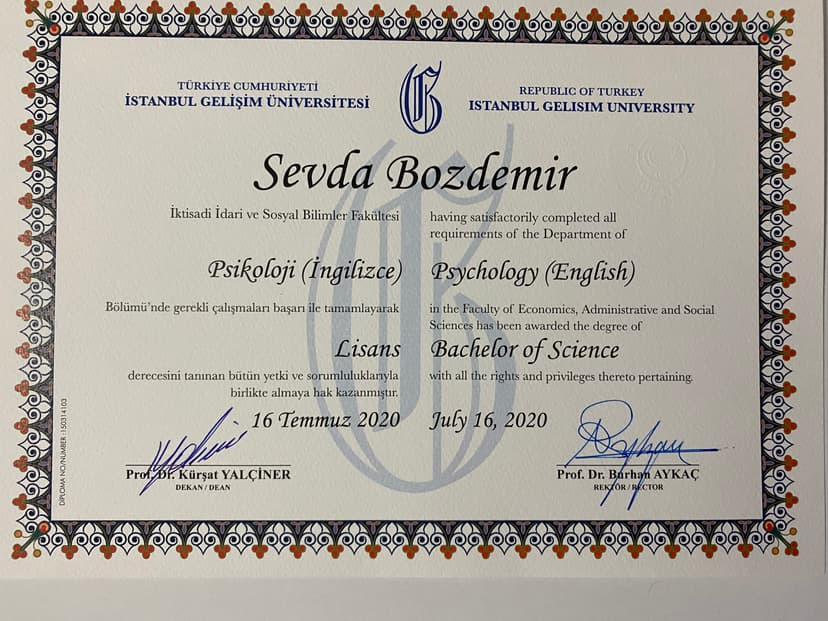 TÜRKİYE CUMHURİYETİ
İSTANBUL GELİŞİM ÜNİVERSİTESİ
REPUBLIC OF TURKEY
ISTANBUL GELISIM UNIVERSITY
Sevda Bozdemir
İktisadi İdari ve Sosyal Bilimler Fakültesi
having satisfactorily completed all
requirements of the Department of
Psikoloji (İngilizce)
Psychology (English)
Bölümü'nde gerekli çalışmaları başarı ile tamamlayarak
in the Faculty of Economics, Administrative and Social
Sciences has been awarded the degree of
Lisans
Bachelor of Science
derecesini tanınan bütün yetki ve sorumluluklarıyla
birlikte almaya hak kazanmıştır.
with all the rights and privileges thereto pertaining.
16 Temmuz 2020
July 16, 2020
Prof. Dr. Kürşat YALÇİNER
DEKAN / DEAN
Prof. Dr. Burhan AYKAÇ
REKTÖR / RECTOR
DIPLOMA NO/NUMBER :150314103